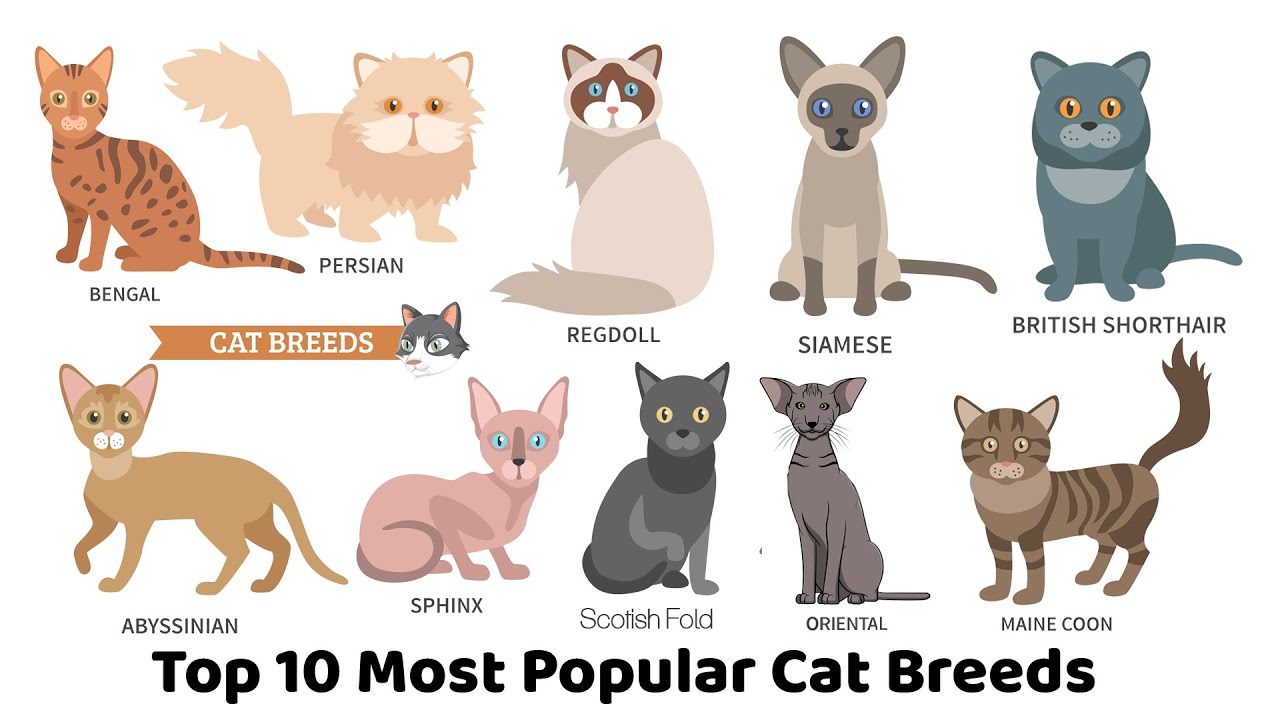 BENGAL
PERSIAN
REGDOLL
SIAMESE
BRITISH SHORTHAIR
CAT BREEDS
ABYSSINIAN
SPHINX
Scotish Fold
ORIENTAL
MAINE COON
Top 10 Most Popular Cat Breeds